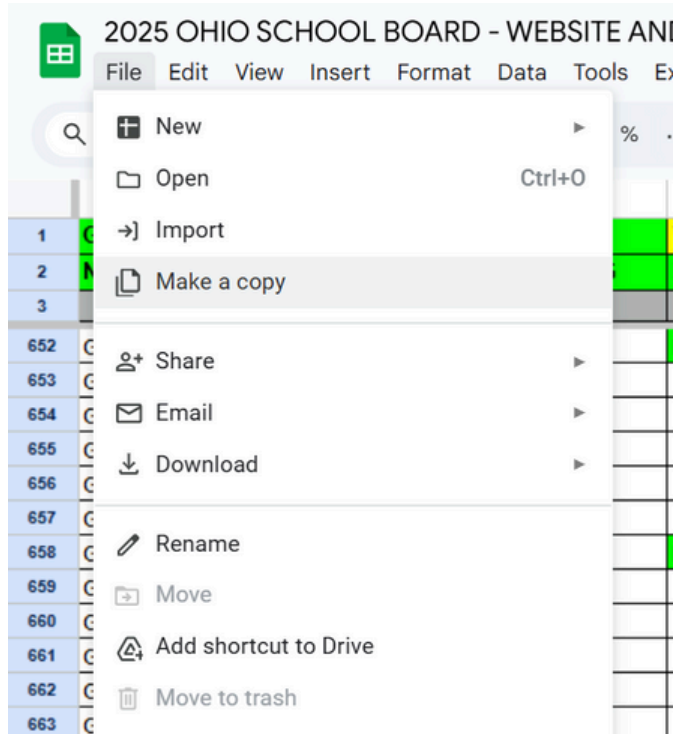 2025 OHIO SCHOOL BOARD - WEBSITE AND
File Edit View Insert Format Data Tools
New ► %
Open Ctrl+O
1 Import
2 Make a copy
3
652
653 Share ►
654 Email ►
655 Download ►
656
657
658 Rename
659 Move
660
661 Add shortcut to Drive
662 Move to trash
663